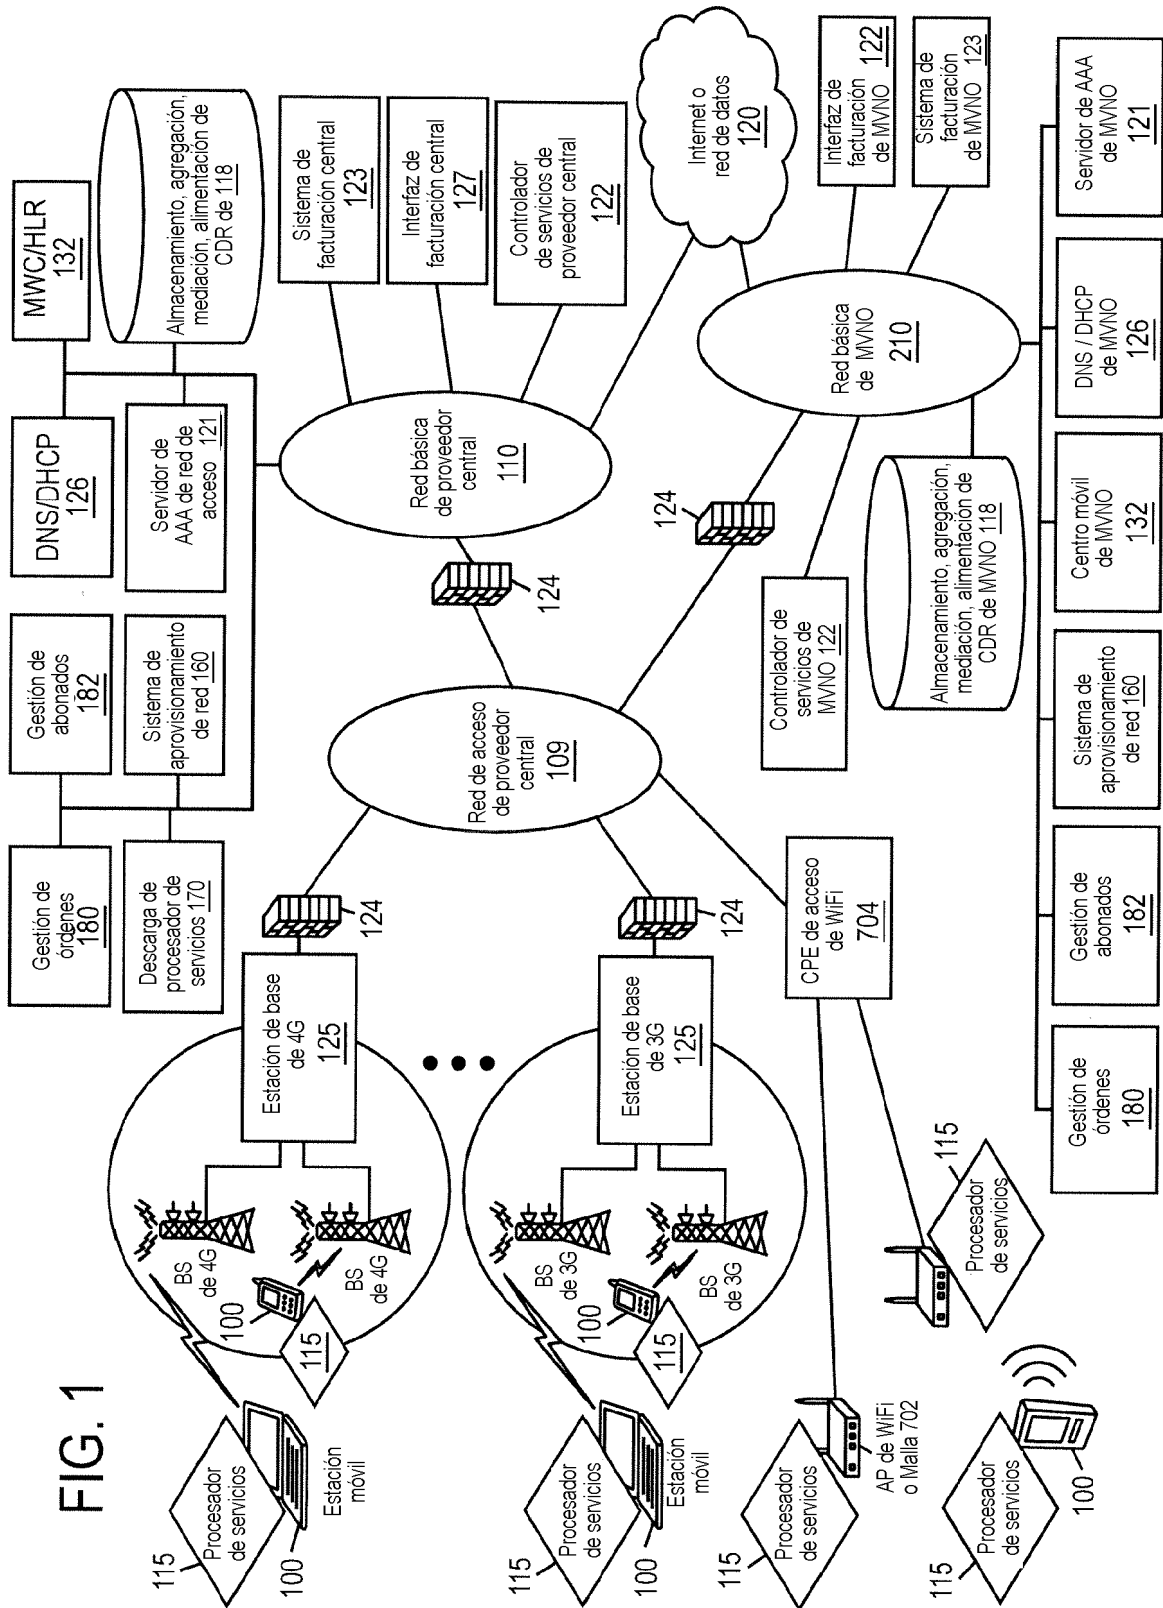 FIG. 1
Gestión de
órdenes
180
Gestión de
abonados
182
DNS/DHCP
126
MWC/HLR
132
Descarga de
procesador de
servicios 170
Sistema de
aprovisionamiento
de red 160
Servidor de
AAA de red de
acceso 121
Almacenamiento, agregación,
mediación, alimentación de
CDR de 118
115
Procesador
de servicios
100
Estación
móvil
BS
de 4G
100
115
BS
de 4G
Estación de base
de 4G
125
124
Red de acceso
de proveedor
central
109
124
Red básica
de proveedor
central
110
Sistema de
facturación central
123
Interfaz de
facturación central
127
Controlador
de servicios de
proveedor central
122
115
Procesador
de servicios
100
Estación
móvil
BS
de 3G
100
115
BS
de 3G
Estación de base
de 3G
125
124
124
Internet o
red de datos
120
115
Procesador
de servicios
AP de WiFi
o Malla 702
CPE de acceso
de WiFi
704
Controlador de
servicios de
MVNO 122
Red básica
de MVNO
210
Interfaz de
facturación
de MVNO 122
Sistema de
facturación
de MVNO 123
115
Procesador
de servicios
100
Procesador
de servicios
115
Almacenamiento, agregación,
mediación, alimentación de
CDR de MVNO 118
Gestión de
órdenes
180
Gestión de
abonados
182
Sistema de
aprovisionamiento
de red 160
Centro móvil
de MVNO
132
DNS / DHCP
de MVNO
126
Servidor de AAA
de MVNO
121